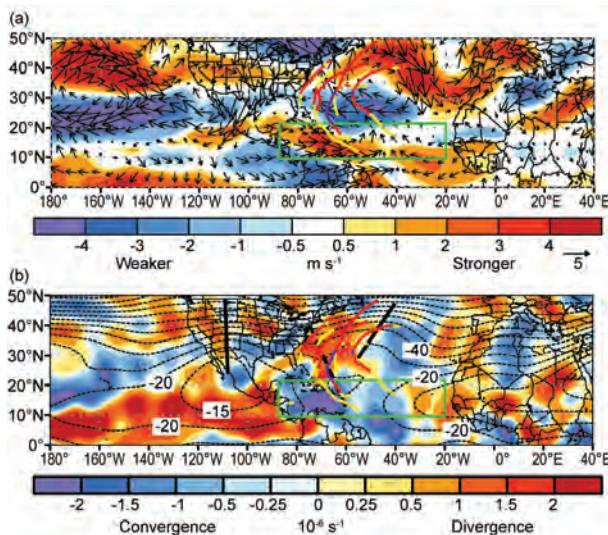 (a)
50°N
40°N
30°N
20°N
10°N
0°
180° 160°W 140°W 120°W 100°W 80°W 60°W 40°W 20°W 0° 20°E 40°E
-4 -3 -2 -1 -0.5 0.5 1 2 3 4
Weaker m s⁻¹ Stronger 5
(b)
50°N
40°N
30°N
20°N
10°N
0°
-40
-20 -20
-15
-20 -20
180° 160°W 140°W 120°W 100°W 80°W 60°W 40°W 20°W 0° 20°E 40°E
-2 -1.5 -1 -0.5 -0.25 0 0.25 0.5 1 1.5 2
Convergence 10⁻⁶ s⁻¹ Divergence